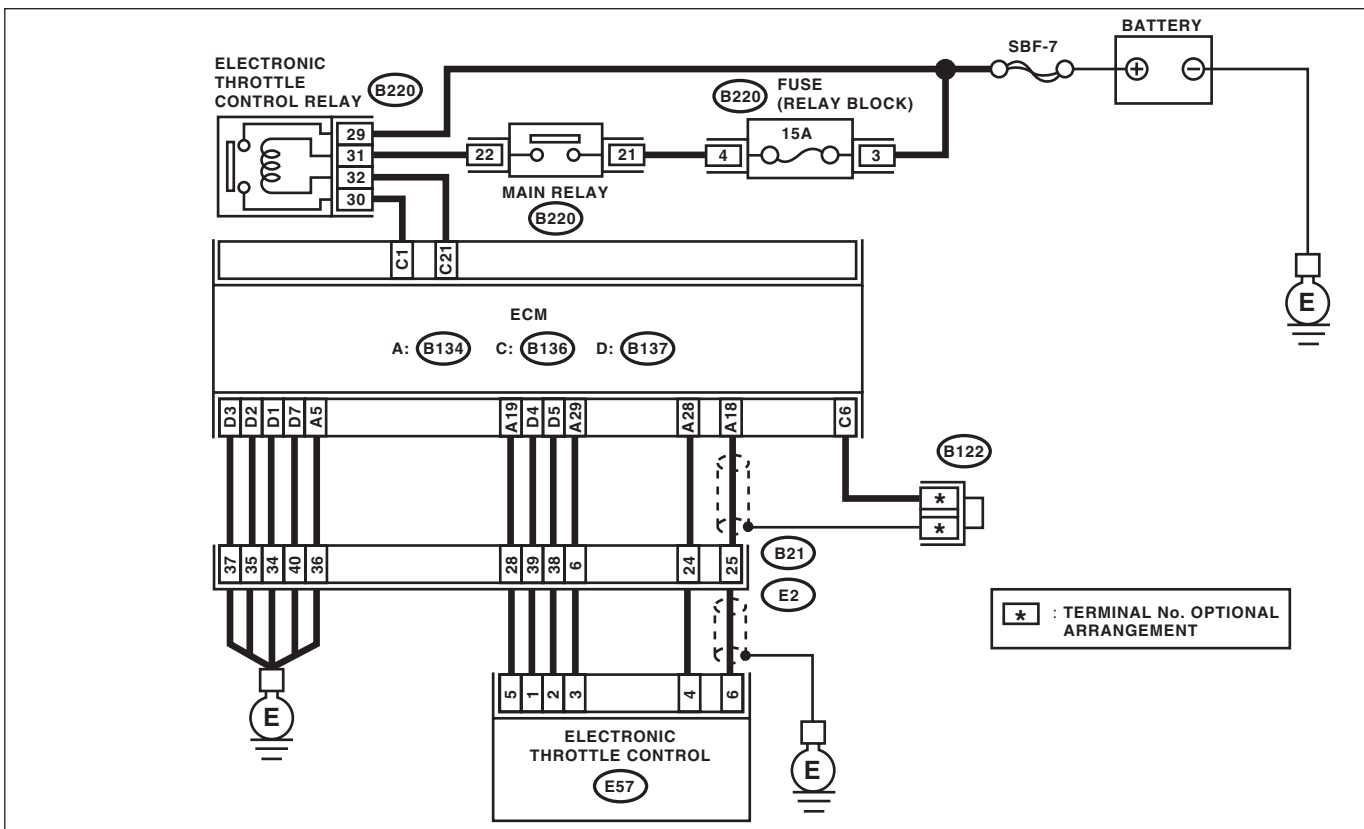 BATTERY
SBF-7
ELECTRONIC
THROTTLE
CONTROL RELAY
B220
B220
FUSE
(RELAY BLOCK)
15A
29
31
32
30
22
21
4
3
MAIN RELAY
B220
E
C1
C21
ECM
A: B134 C: B136 D: B137
D3
D2
D1
D7
A5
A19
D4
D5
A29
A28
A18
C6
B122
*
*
37
35
34
40
36
28
39
38
6
24
25
B21
E2
* : TERMINAL No. OPTIONAL
ARRANGEMENT
5
1
2
3
4
6
E
ELECTRONIC
THROTTLE CONTROL
E57
E